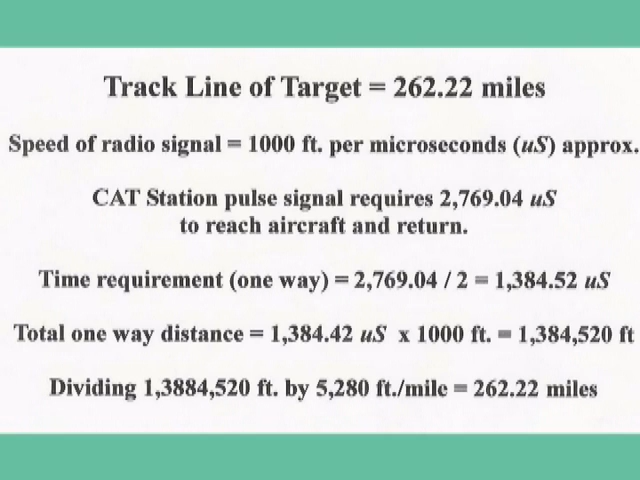 Track Line of Target = 262.22 miles
Speed of radio signal = 1000 ft. per microseconds (uS) approx.
CAT Station pulse signal requires 2,769.04 uS
to reach aircraft and return.
Time requirement (one way) = 2,769.04 / 2 = 1,384.52 uS
Total one way distance = 1,384.42 uS x 1000 ft. = 1,384,520 ft
Dividing 1,3884,520 ft. by 5,280 ft./mile = 262.22 miles